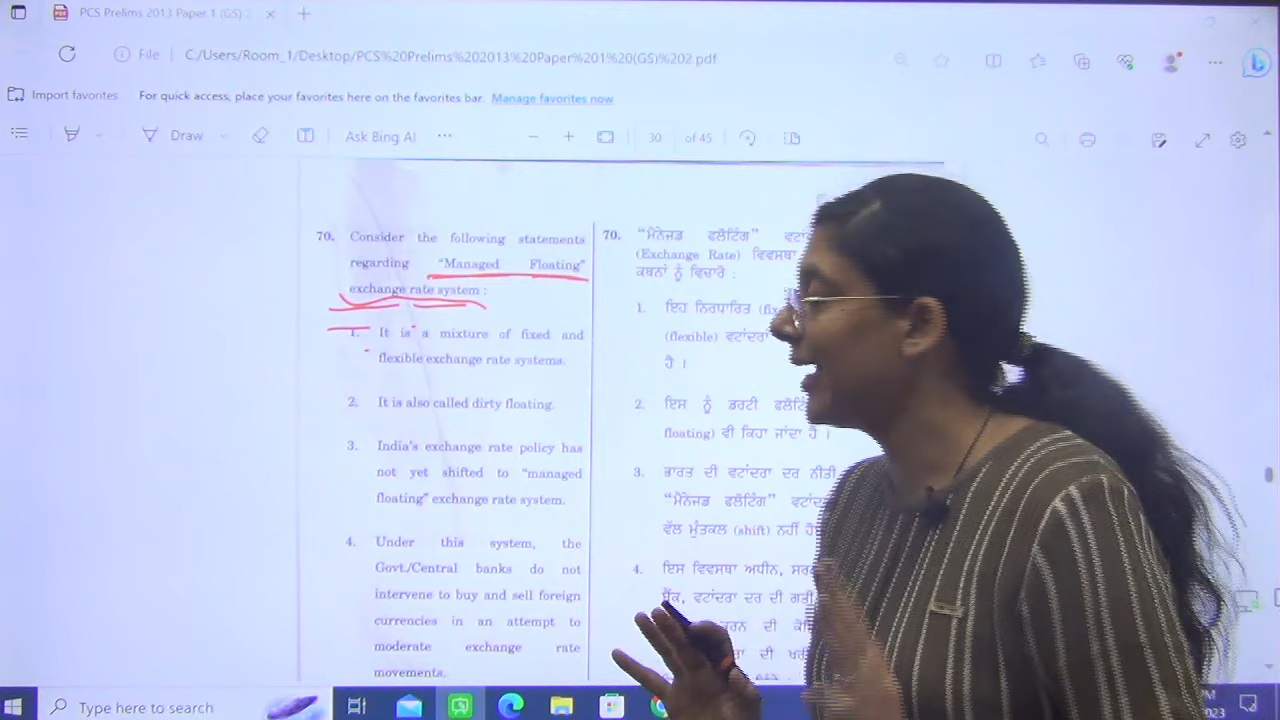 PCS Prelims 2013 Paper 1 (GS) 2
File C:/Users/Room_1/Desktop/PCS%20Prelims%202013%20Paper%201%20(GS)%202.pdf
Import favorites For quick access, place your favorites here on the favorites bar. Manage favorites now
Draw Ask Bing AI 30 of 45
70. Consider the following statements
regarding "Managed Floating"
exchange rate system :
1. It is a mixture of fixed and
flexible exchange rate systems.
2. It is also called dirty floating.
3. India's exchange rate policy has
not yet shifted to "managed
floating" exchange rate system.
4. Under this system, the
Govt./Central banks do not
intervene to buy and sell foreign
currencies in an attempt to
moderate exchange rate
movements.
70. "ਮੈਨੇਜਡ ਫਲੋਟਿੰਗ"
(Exchange Rate) ਵਿਵਸਥਾ
ਕਥਨਾਂ ਨੂੰ ਵਿਚਾਰੋ :
1. ਇਹ ਨਿਰਧਾਰਿਤ
(flexible) ਵਟਾਂਦਰਾ
ਹੈ ।
2. ਇਸ ਨੂੰ ਡਰਟੀ
floating) ਵੀ ਕਿਹਾ ਜਾਂਦਾ ਹੈ ।
3. ਭਾਰਤ ਦੀ ਵਟਾਂਦਰਾ ਦਰ ਨੀਤੀ
"ਮੈਨੇਜਡ ਫਲੋਟਿੰਗ"
ਵੱਲ ਮੁੰਤਕਲ (shift) ਨਹੀਂ
4. ਇਸ ਵਿਵਸਥਾ ਅਧੀਨ,
ਬੈਂਕ, ਵਟਾਂਦਰਾ ਦਰ ਦੀ
Type here to search